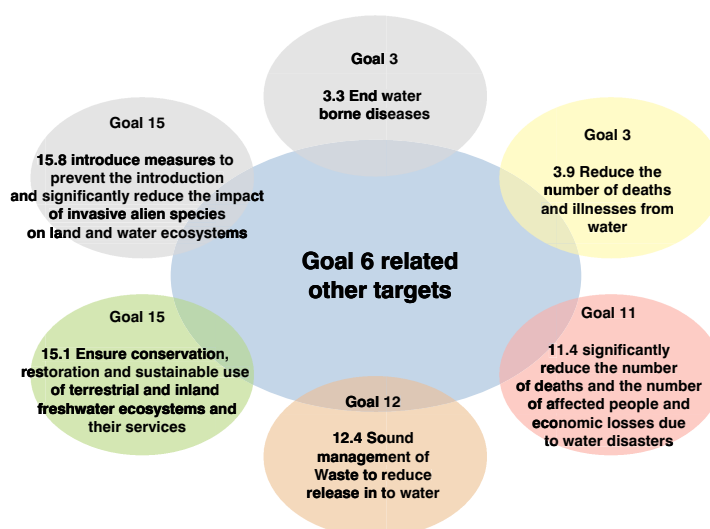 Goal 3
3.3 End water
borne diseases
Goal 3
3.9 Reduce the
number of deaths
and illnesses from
water
Goal 11
11.4 significantly
reduce the number
of deaths and the number
of affected people and
economic losses due
to water disasters
Goal 12
12.4 Sound
management of
Waste to reduce
release in to water
Goal 15
15.1 Ensure conservation,
restoration and sustainable use
of terrestrial and inland
freshwater ecosystems and
their services
Goal 15
15.8 introduce measures to
prevent the introduction
and significantly reduce the impact
of invasive alien species
on land and water ecosystems
Goal 6 related
other targets